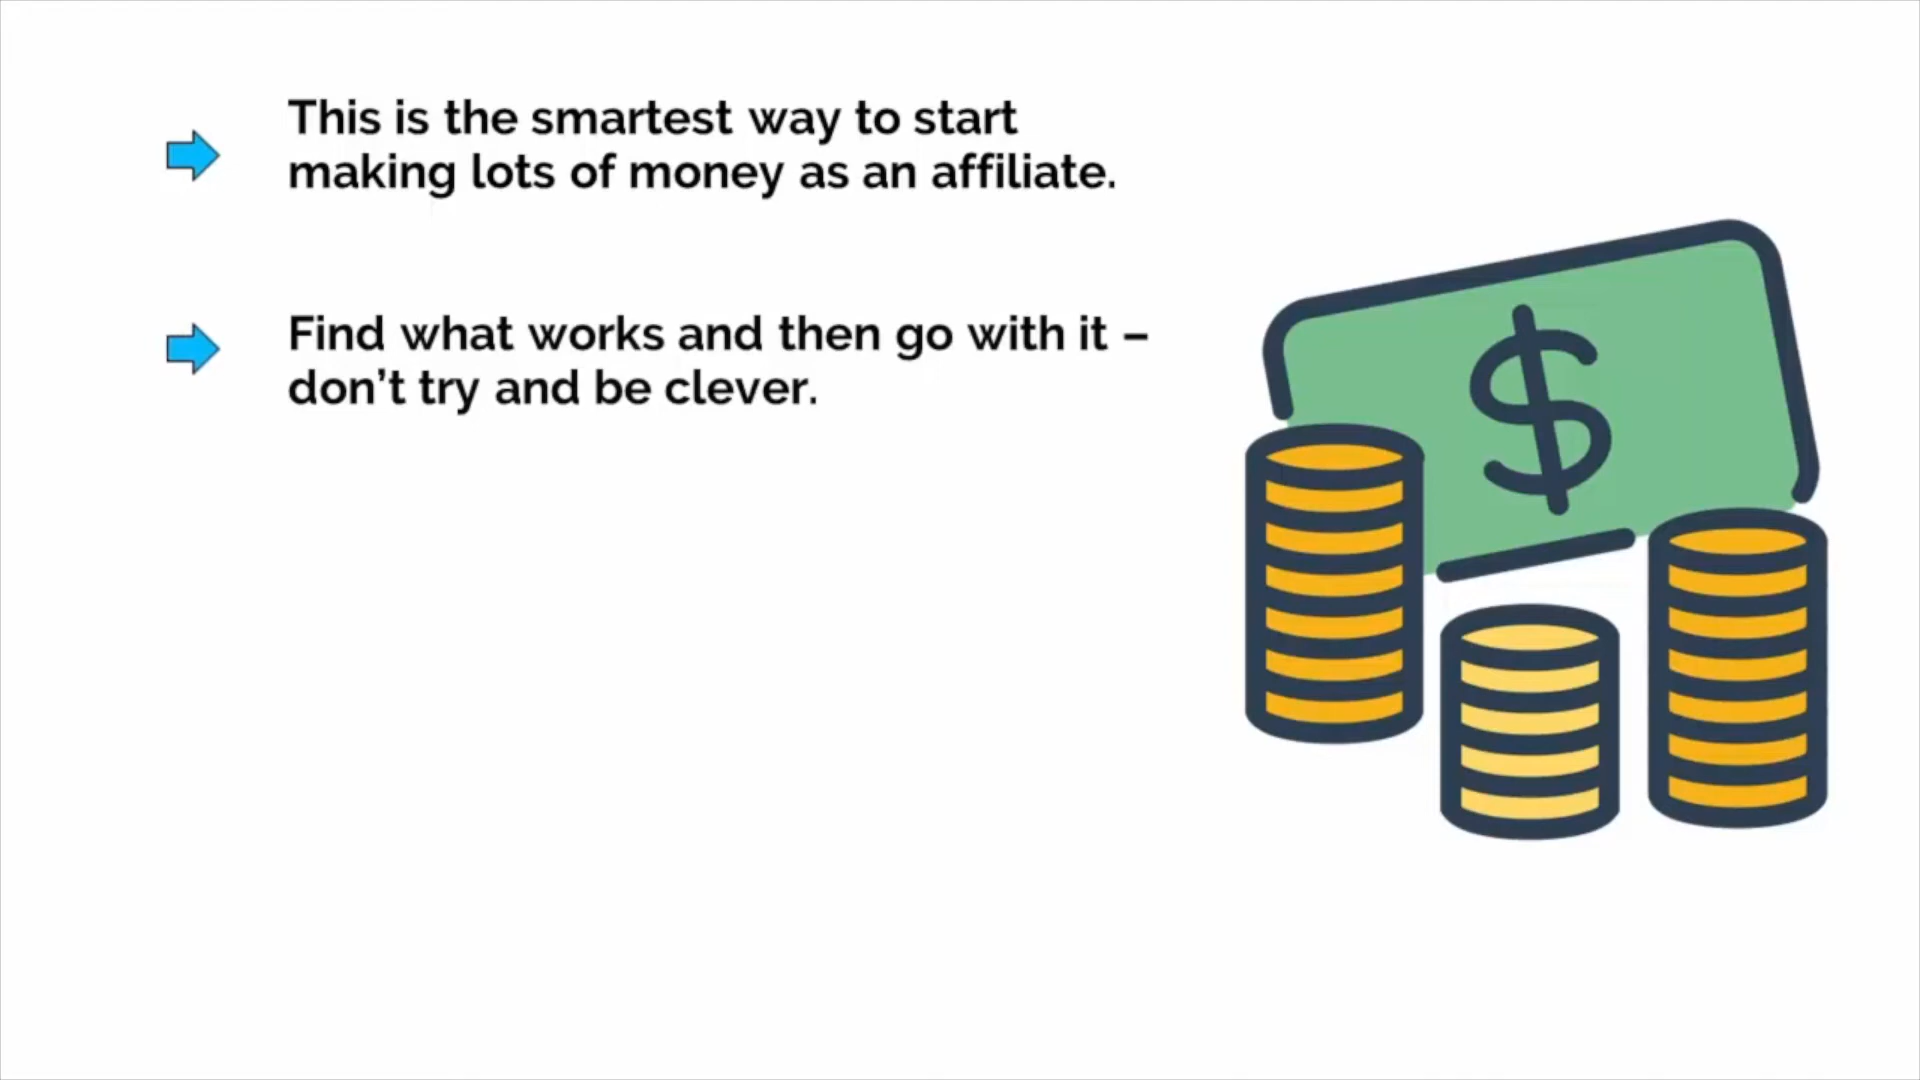 This is the smartest way to start
making lots of money as an affiliate.
Find what works and then go with it –
don’t try and be clever.
$